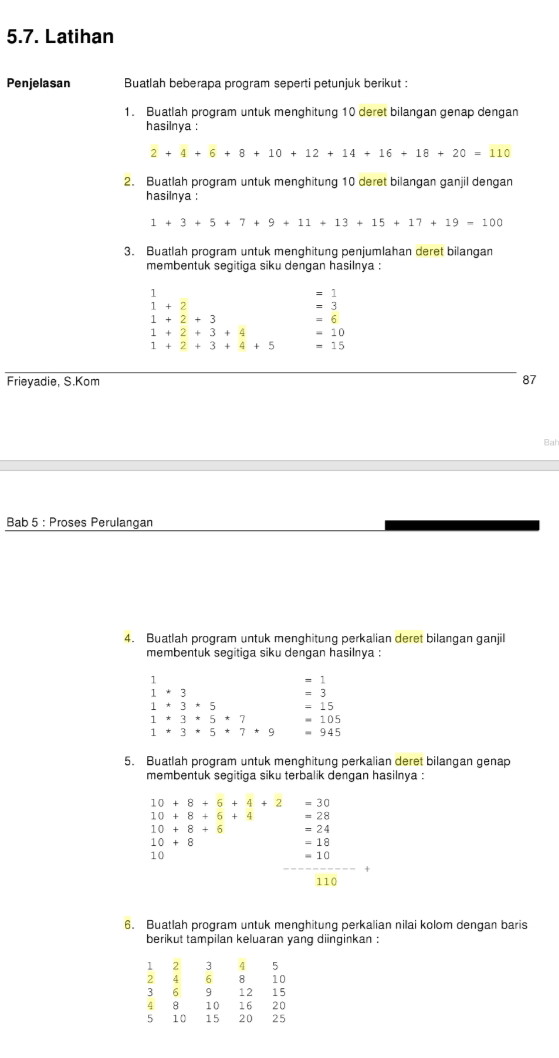 5.7. Latihan
Penjelasan Buatlah beberapa program seperti petunjuk berikut :
1. Buatlah program untuk menghitung 10 deret bilangan genap dengan
hasilnya :
2 + 4 + 6 + 8 + 10 + 12 + 14 + 16 + 18 + 20 = 110
2. Buatlah program untuk menghitung 10 deret bilangan ganjil dengan
hasilnya :
1 + 3 + 5 + 7 + 9 + 11 + 13 + 15 + 17 + 19 = 100
3. Buatlah program untuk menghitung penjumlahan deret bilangan
membentuk segitiga siku dengan hasilnya :
1 = 1
1 + 2 = 3
1 + 2 + 3 = 6
1 + 2 + 3 + 4 = 10
1 + 2 + 3 + 4 + 5 = 15
Frieyadie, S.Kom 87
Bah
Bab 5 : Proses Perulangan
4. Buatlah program untuk menghitung perkalian deret bilangan ganjil
membentuk segitiga siku dengan hasilnya :
1 = 1
1 * 3 = 3
1 * 3 * 5 = 15
1 * 3 * 5 * 7 = 105
1 * 3 * 5 * 7 * 9 = 945
5. Buatlah program untuk menghitung perkalian deret bilangan genap
membentuk segitiga siku terbalik dengan hasilnya :
10 + 8 + 6 + 4 + 2 = 30
10 + 8 + 6 + 4 = 28
10 + 8 + 6 = 24
10 + 8 = 18
10 = 10
----------- +
110
6. Buatlah program untuk menghitung perkalian nilai kolom dengan baris
berikut tampilan keluaran yang diinginkan :
1 2 3 4 5
2 4 6 8 10
3 6 9 12 15
4 8 10 16 20
5 10 15 20 25